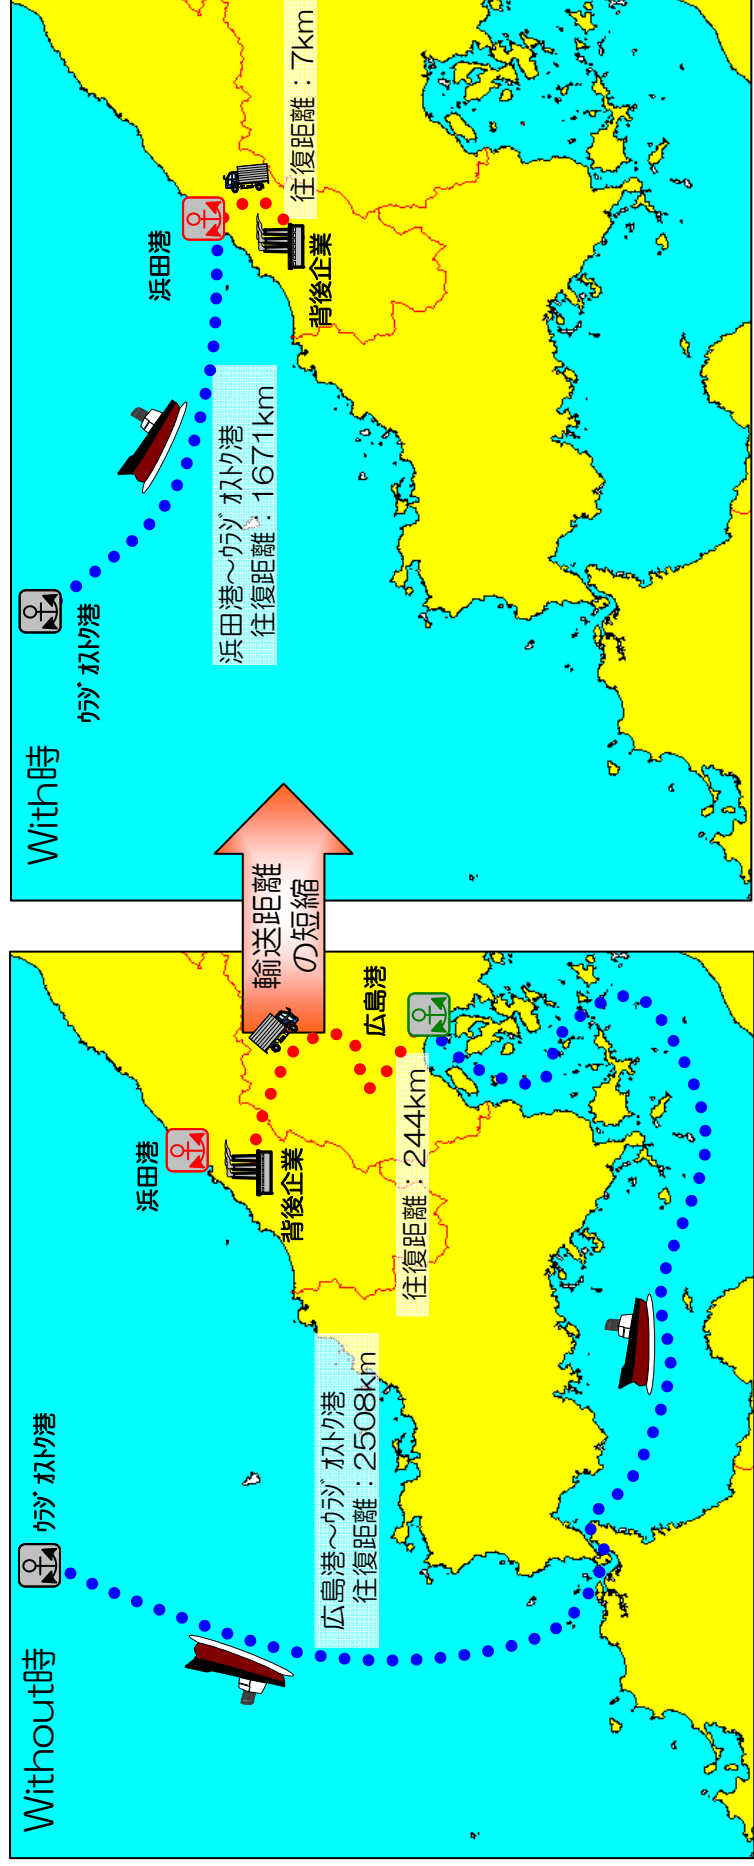 Without時
ｳﾗｼﾞｵｽﾄｸ港
浜田港
背後企業
広島港
広島港～ｳﾗｼﾞｵｽﾄｸ港
往復距離：2508km
往復距離：244km
輸送距離
の短縮
With時
ｳﾗｼﾞｵｽﾄｸ港
浜田港
背後企業
浜田港～ｳﾗｼﾞｵｽﾄｸ港
往復距離：1671km
往復距離：7km